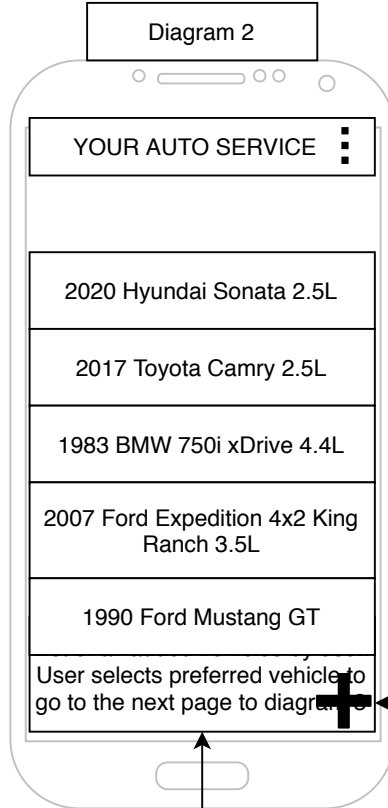 Diagram 2
YOUR AUTO SERVICE
2020 Hyundai Sonata 2.5L
2017 Toyota Camry 2.5L
1983 BMW 750i xDrive 4.4L
2007 Ford Expedition 4x2 King
Ranch 3.5L
1990 Ford Mustang GT
User selects preferred vehicle to
go to the next page to